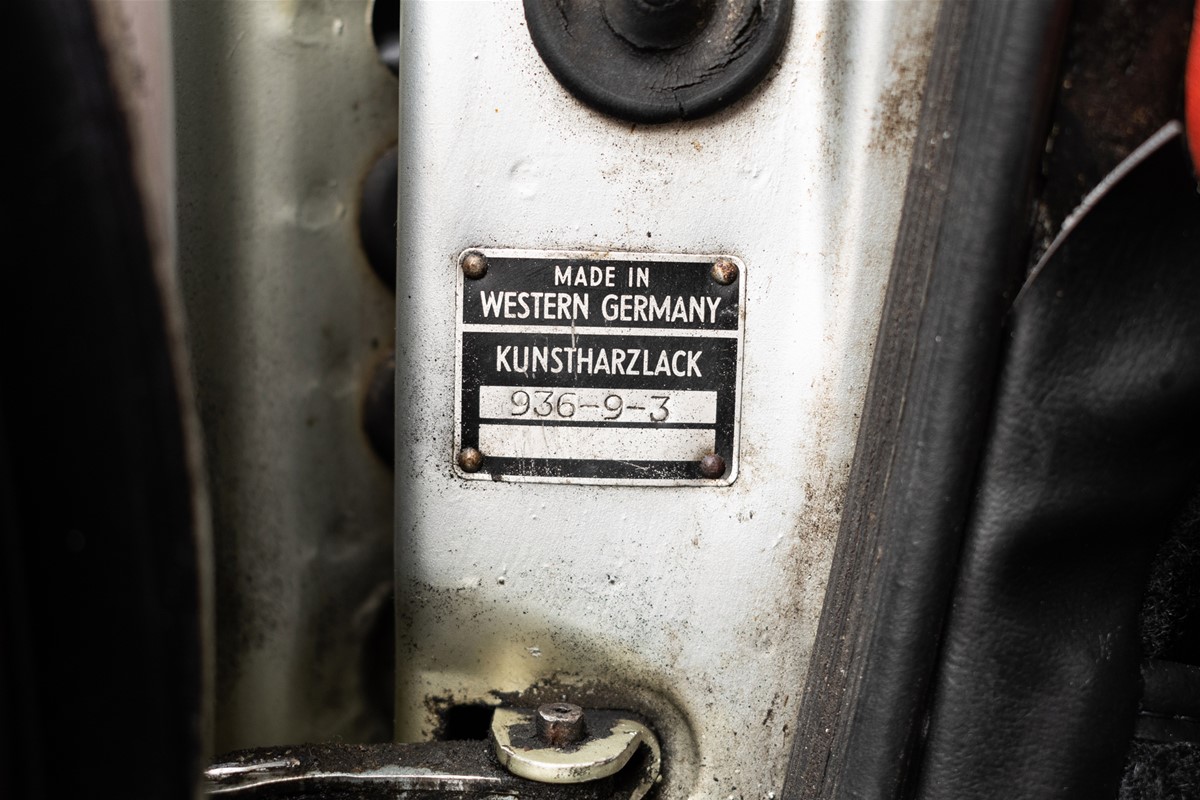 MADE IN
WESTERN GERMANY
KUNSTHARZLACK
936-9-3